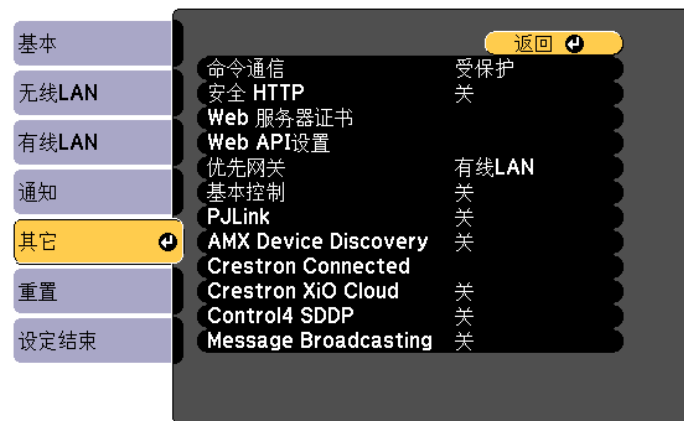 基本
无线LAN
有线LAN
通知
其它
重置
设定结束
返回
命令通信 受保护
安全 HTTP 关
Web 服务器证书
Web API设置
优先网关 有线LAN
基本控制 关
PJLink 关
AMX Device Discovery 关
Crestron Connected
Crestron XiO Cloud 关
Control4 SDDP 关
Message Broadcasting 关